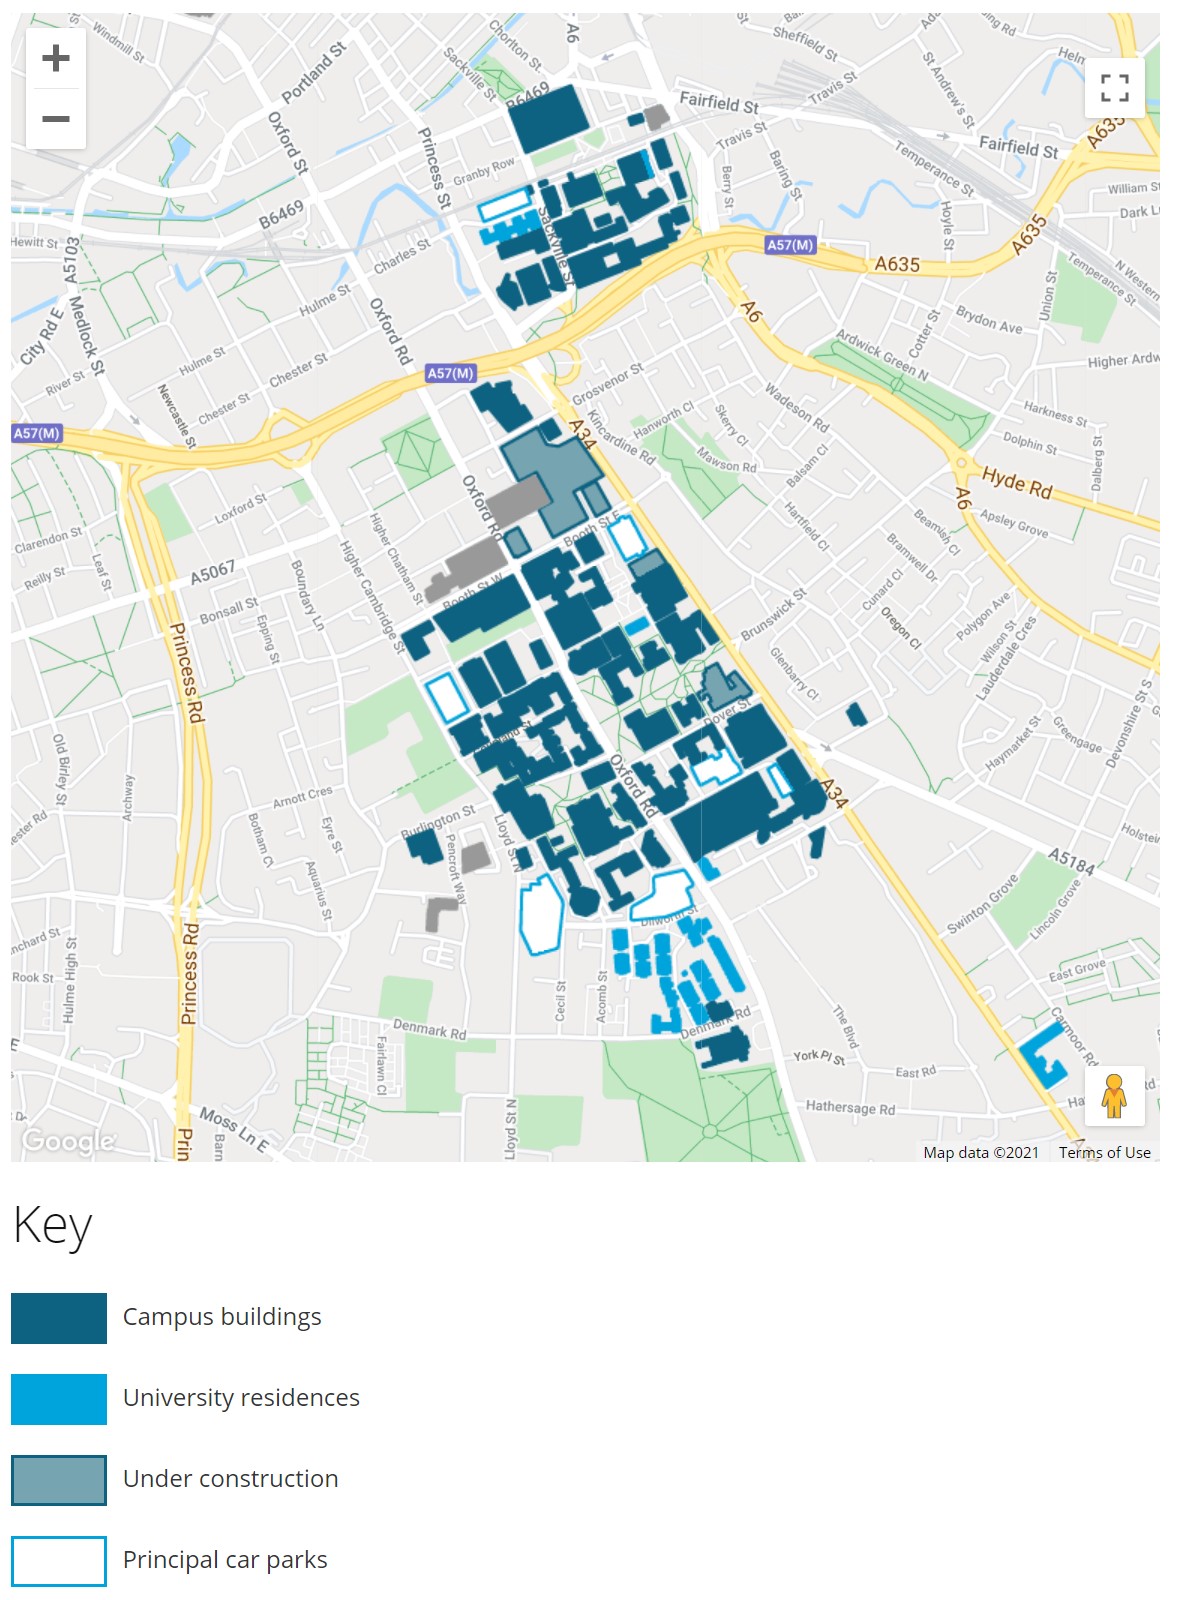 Windmill St
Portland St
Sackville St
Chorlton St
A6
Sheffield St
St Andrew's St
Travis St
Fairfield St
B6469
Oxford St
Princess St
Granby Row
Travis St
Fairfield St
A635
Temperance St
Berry St
Baring St
William St
B6469
Hewitt St
A5103
Charles St
Sackville St
Hoyle St
A57(M)
A635
A635
Temperance St
N Western
City Rd E
Medlock St
Hulme St
Oxford Rd
A6
Union St
Cotter St
Brydon Ave
Ardwick Green N
Higher Ardw
Hulme St
River St
Chester St
A57(M)
Grosvenor St
Newcastle St
Chester St
Wadeson Rd
Hanworth Cl
Skerry Cl
Kincardine Rd
Harkness St
A57(M)
A34
Dolphin St
Dalberg St
Mawson Rd
Balsam Cl
Hyde Rd
A6
Oxford Rd
Loxford St
Higher Chatham St
Hartfield Cl
Beamish Cl
Apsley Grove
Clarendon St
Booth St E
Higher Cambridge St
Bramwell Dr
A5067
Reilly St
Leaf St
Boundary Ln
Booth St W
Cunard Cl
Polygon Ave
Bonsall St
Epping St
Brunswick St
Oregon Cl
Wilson St
Lauderdale Cres
Princess Rd
Glenbarry Cl
Dover St
Devonshire St S
Greengage
Haymarket St
Old Birley St
Archway
Oxford Rd
A34
Arnott Cres
Botham Cl
Eyre St
Burlington St
Lloyd St N
Pencroft Way
Holstein
A5184
Aquarius St
Swinton Grove
Lincoln Grove
Dilworth St
Princess Rd
Rook St
Hulme High St
East Grove
Cecil St
Acomb St
Denmark Rd
Denmark Rd
The Blvd
Carmoor Rd
Fairlawn Cl
York Pl St
East Rd
Hathersage Rd
Moss Ln E
Lloyd St N
Google
Map data ©2021
Terms of Use
Key
Campus buildings
University residences
Under construction
Principal car parks